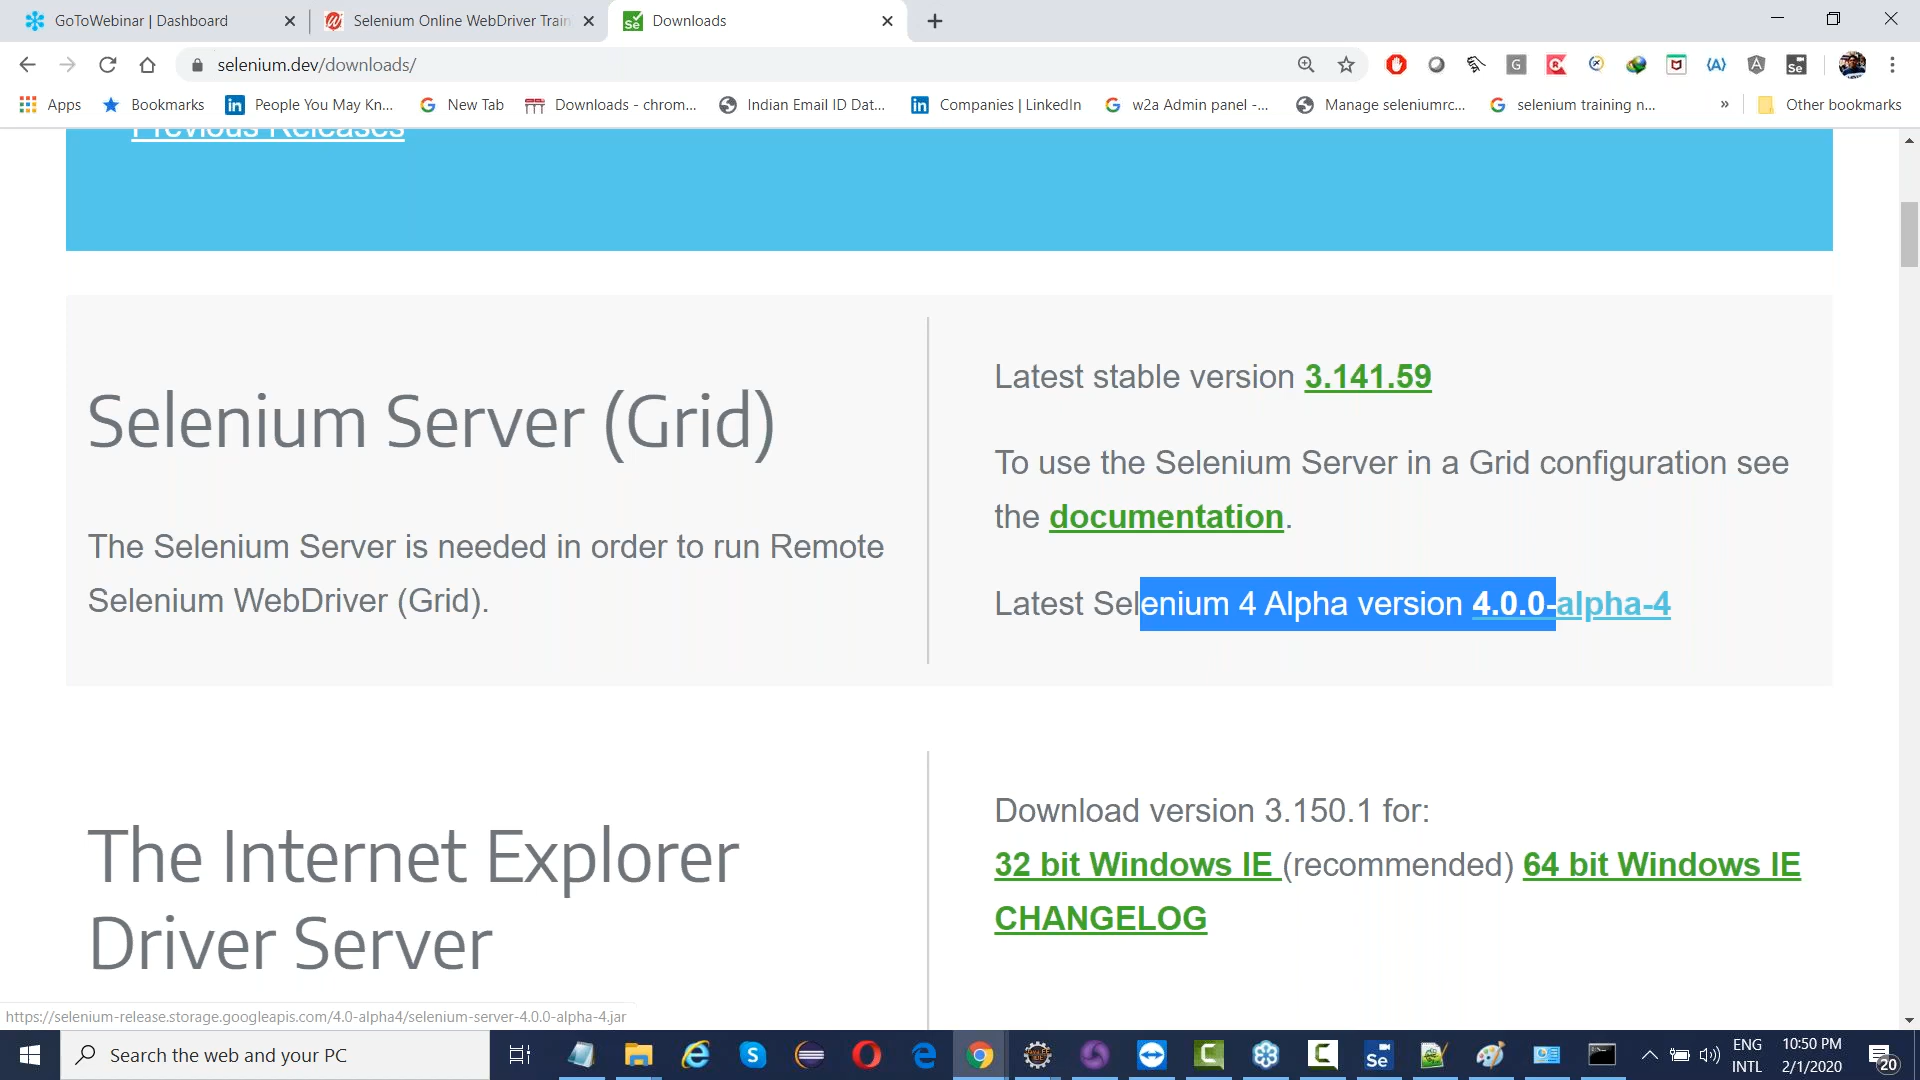 GoToWebinar | Dashboard
Selenium Online WebDriver Train
Downloads
selenium.dev/downloads/
Apps
Bookmarks
People You May Kn...
New Tab
Downloads - chrom...
Indian Email ID Dat...
Companies | LinkedIn
w2a Admin panel -...
Manage seleniumrc...
selenium training n...
»
Other bookmarks
Previous Releases
Selenium Server (Grid)
The Selenium Server is needed in order to run Remote
Selenium WebDriver (Grid).
Latest stable version 3.141.59
To use the Selenium Server in a Grid configuration see
the documentation.
Latest Selenium 4 Alpha version 4.0.0-alpha-4
The Internet Explorer
Driver Server
Download version 3.150.1 for:
32 bit Windows IE (recommended) 64 bit Windows IE
CHANGELOG
https://selenium-release.storage.googleapis.com/4.0-alpha4/selenium-server-4.0.0-alpha-4.jar
Search the web and your PC
ENG
INTL
10:50 PM
2/1/2020
20